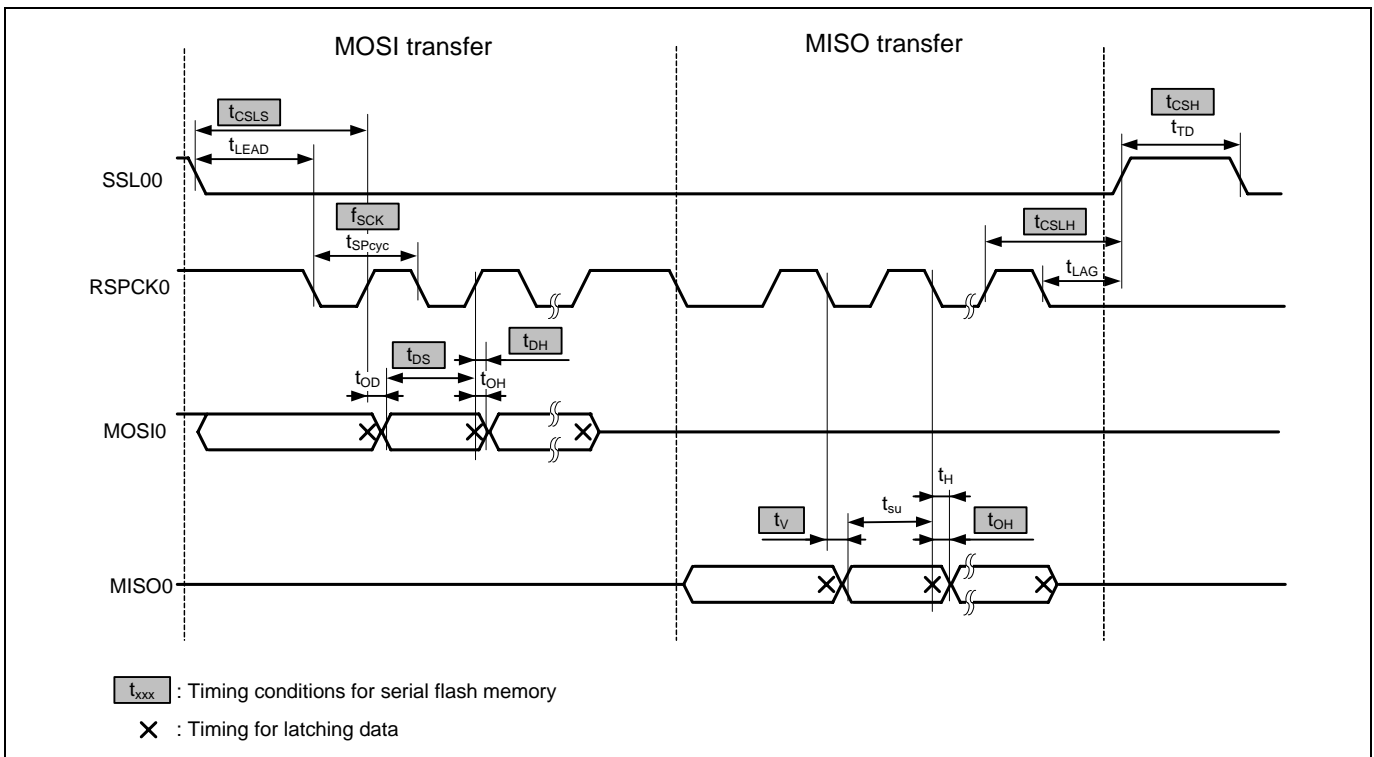 MOSI transfer
MISO transfer
tCSLS
tLEAD
tCSH
tTD
SSL00
fSCK
tSPcyc
tCSLH
tLAG
RSPCK0
tDS
tDH
tOD
tOH
MOSI0
tH
tsu
tV
tOH
MISO0
txxx : Timing conditions for serial flash memory
× : Timing for latching data